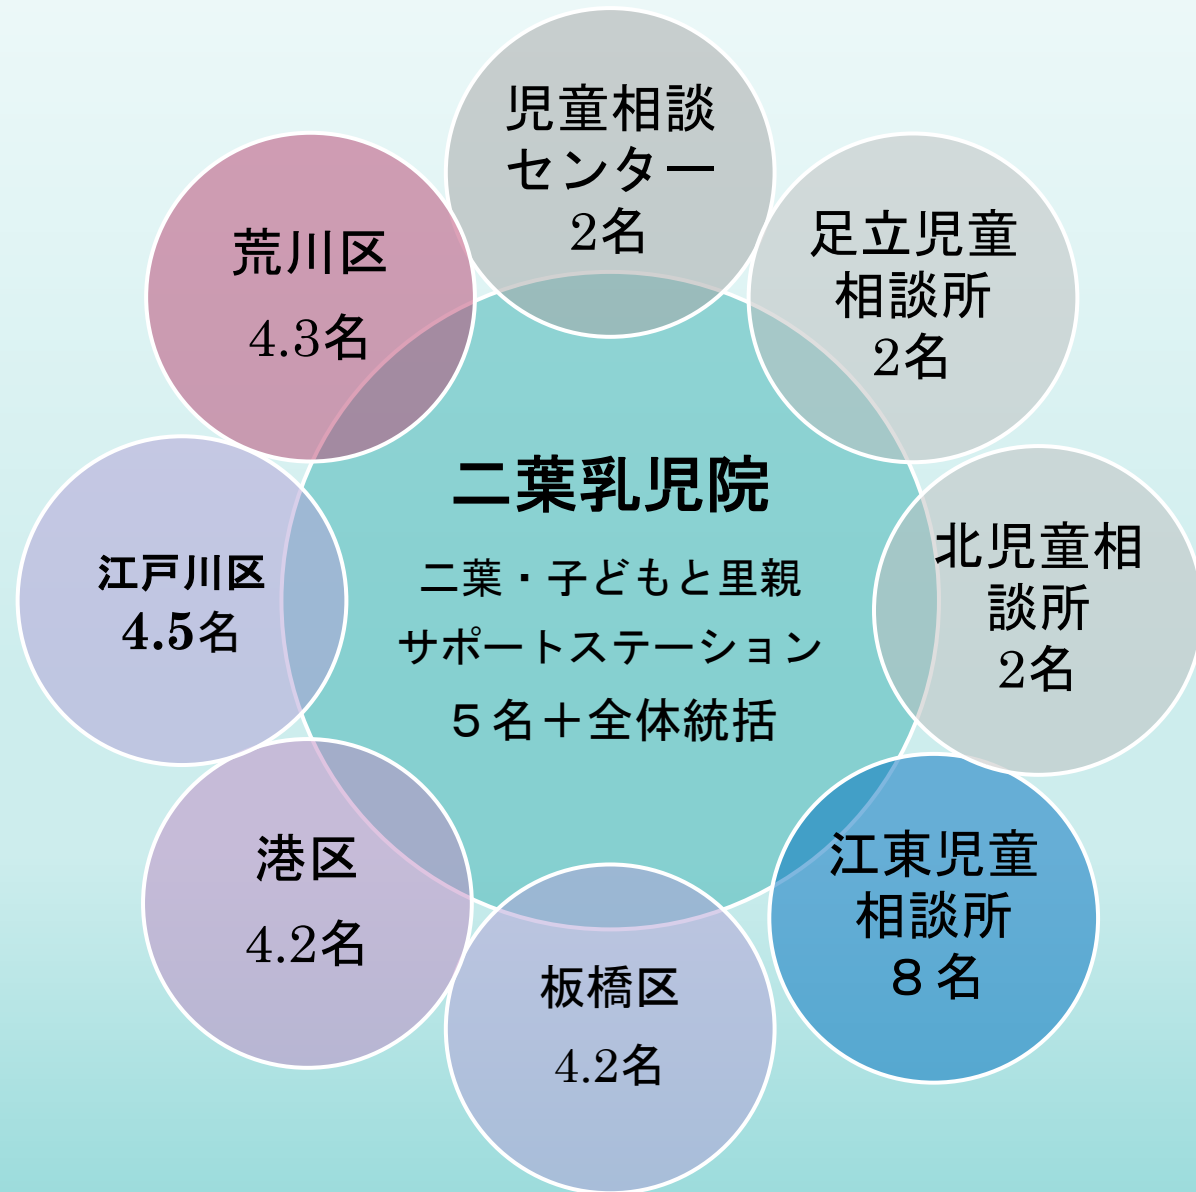 児童相談
センター
2名
足立児童
相談所
2名
北児童相
談所
2名
江東児童
相談所
８名
板橋区
4.2名
港区
4.2名
江戸川区
4.5名
荒川区
4.3名
二葉乳児院
二葉・子どもと里親
サポートステーション
５名＋全体統括